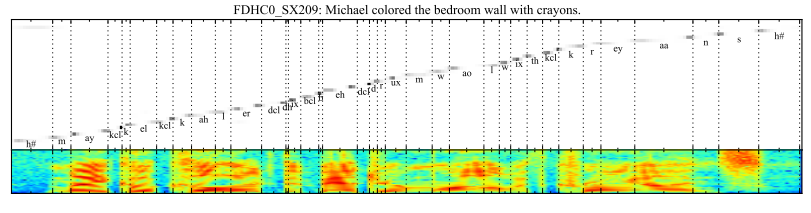 FDHC0_SX209: Michael colored the bedroom wall with crayons.
h# m ay kcl k el kcl k ah l er dcl dh ix bcl b eh dcl d r ux m w ao l w ix th kcl k r ey aa n s h#